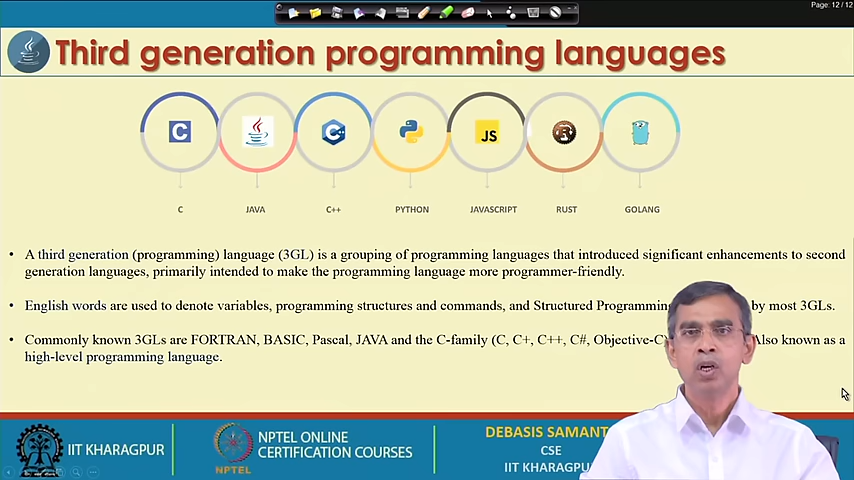 Page: 12 / 12
Third generation programming languages
C
JS
R
C JAVA C++ PYTHON JAVASCRIPT RUST GOLANG
• A third generation (programming) language (3GL) is a grouping of programming languages that introduced significant enhancements to second
generation languages, primarily intended to make the programming language more programmer-friendly.
• English words are used to denote variables, programming structures and commands, and Structured Programming by most 3GLs.
• Commonly known 3GLs are FORTRAN, BASIC, Pascal, JAVA and the C-family (C, C+, C++, C#, Objective-C) Also known as a
high-level programming language.
IIT KHARAGPUR
NPTEL
NPTEL ONLINE
CERTIFICATION COURSES
DEBASIS SAMANT
CSE
IIT KHARAGPU